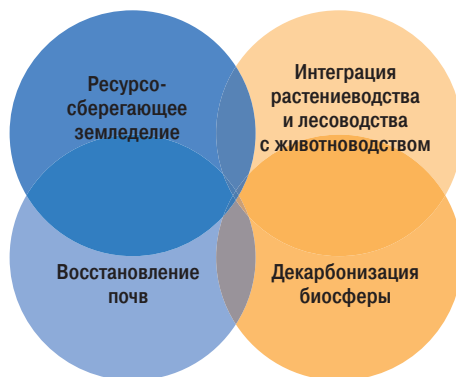 Ресурсо-
сберегающее
земледелие
Интеграция
растениеводства
и лесоводства
с животноводством
Восстановление
почв
Декарбонизация
биосферы